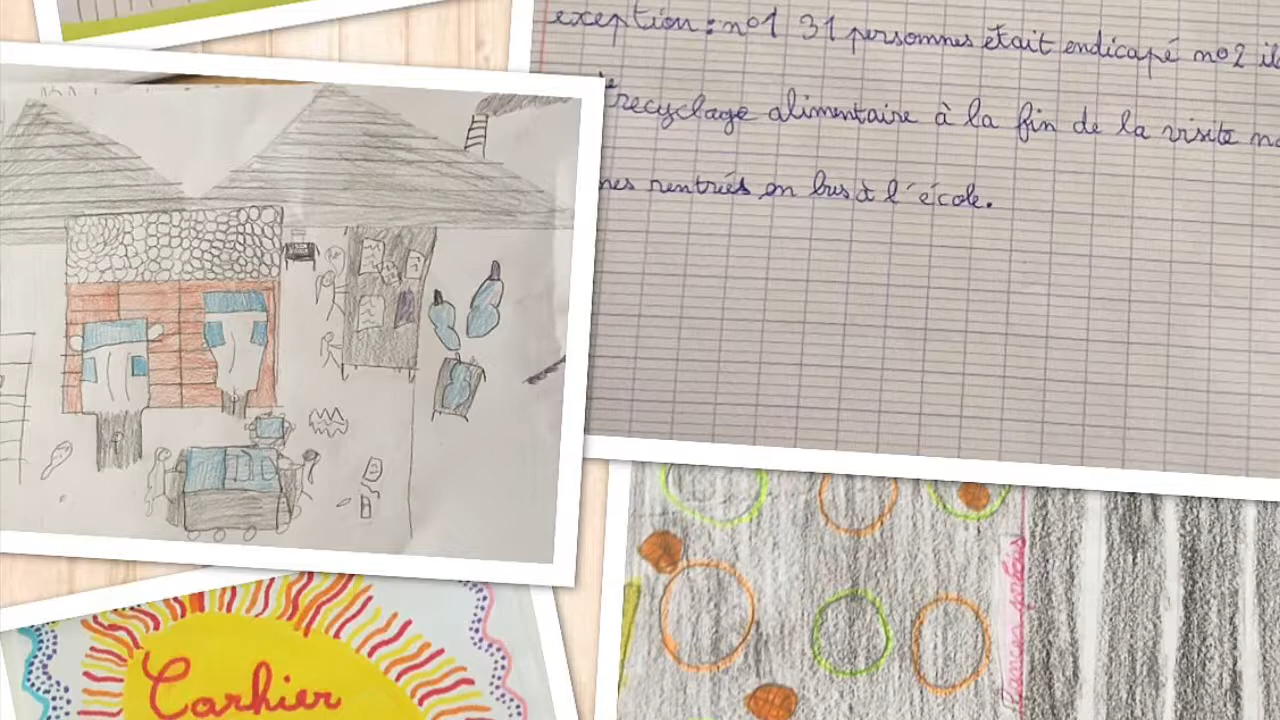 exception : n°1 31 personnes était endicapé n°2 il
recyclage alimentaire à la fin de la visite
rentriés en bus à l'école.
Carhier